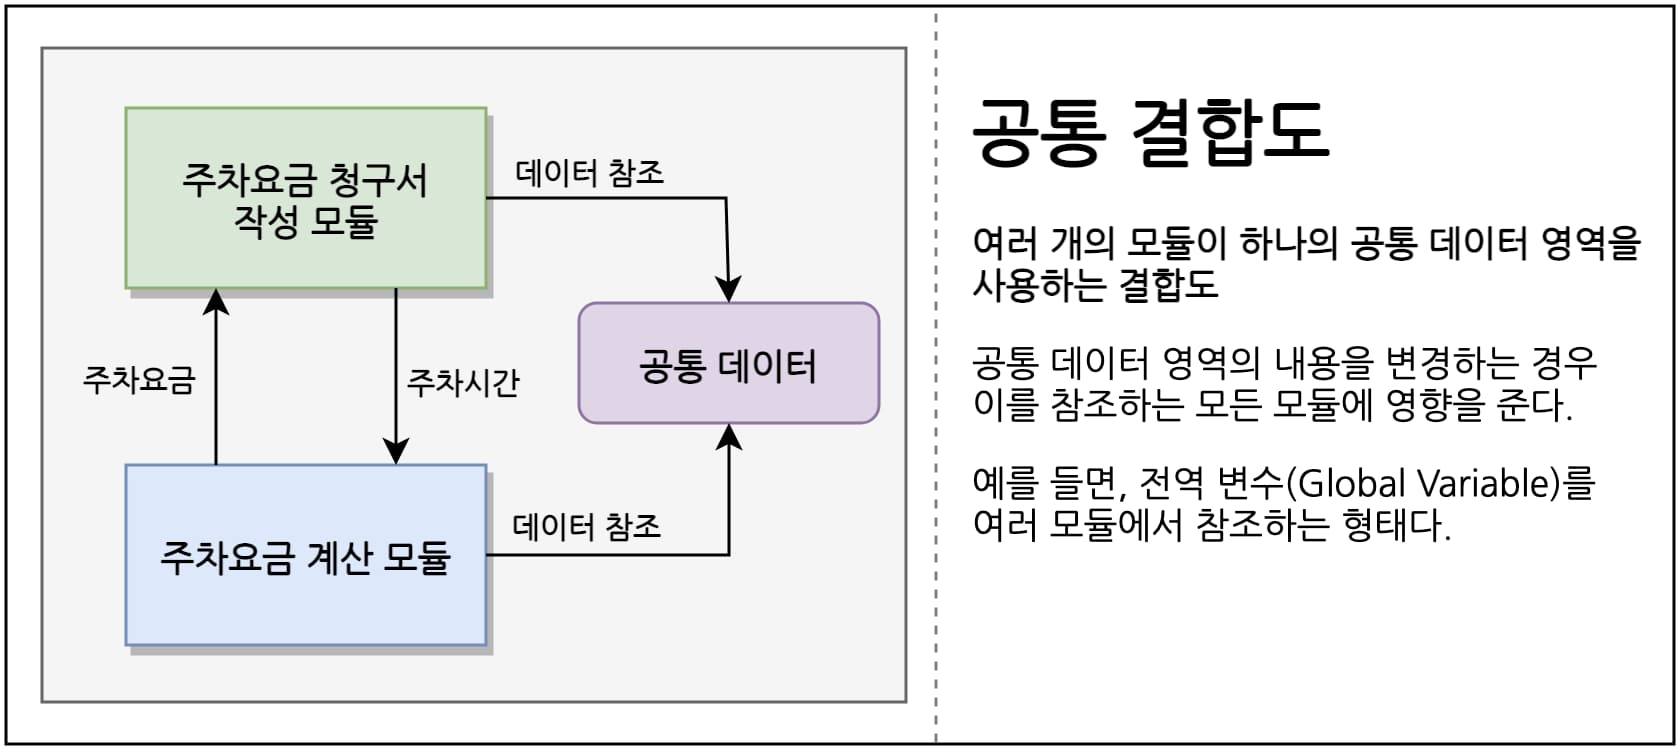 주차요금 청구서
작성 모듈
데이터 참조
공통 데이터
주차요금
주차시간
주차요금 계산 모듈
데이터 참조
공통 결합도
여러 개의 모듈이 하나의 공통 데이터 영역을
사용하는 결합도
공통 데이터 영역의 내용을 변경하는 경우
이를 참조하는 모든 모듈에 영향을 준다.
예를 들면, 전역 변수(Global Variable)를
여러 모듈에서 참조하는 형태다.